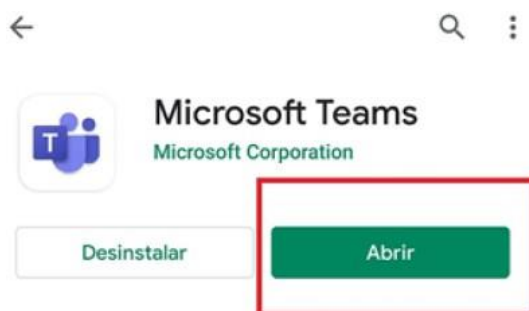 Microsoft Teams
Microsoft Corporation
T
Desinstalar
Abrir